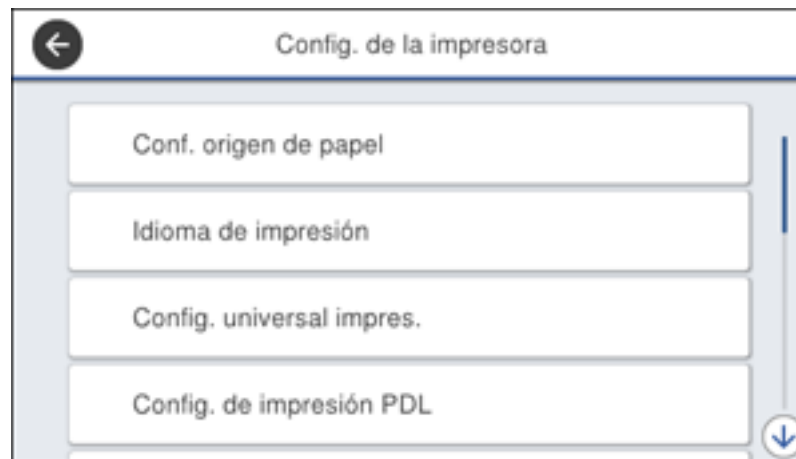 Config. de la impresora
Conf. origen de papel
Idioma de impresión
Config. universal impres.
Config. de impresión PDL